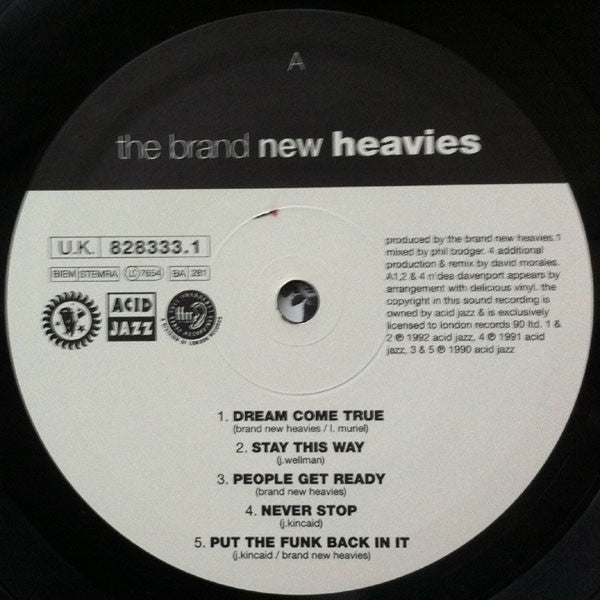 A
the brand new heavies
U.K. 828333.1
BIEM STEMRA LC 7654 BA 281
ACID
JAZZ
ffrr
A DIVISION OF LONDON RECORDS
produced by the brand new heavies.1
mixed by phil bodger. 4 additional
production & remix by david morales.
A1,2 & 4 n'dea davenport appears by
arrangement with delicious vinyl. the
copyright in this sound recording is
owned by acid jazz & is exclusively
licensed to london records 90 ltd. 1 &
2 ℗ 1992 acid jazz, 4 ℗ 1991 acid
jazz, 3 & 5 ℗ 1990 acid jazz
1. DREAM COME TRUE
(brand new heavies / l. muriel)
2. STAY THIS WAY
(j.wellman)
3. PEOPLE GET READY
(brand new heavies)
4. NEVER STOP
(j.kincaid)
5. PUT THE FUNK BACK IN IT
(j.kincaid / brand new heavies)